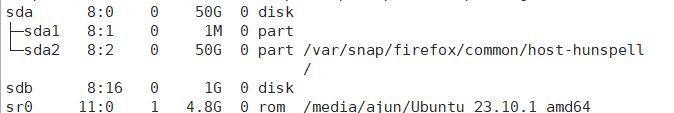 sda      8:0    0    50G  0 disk
├─sda1   8:1    0     1M  0 part
└─sda2   8:2    0    50G  0 part /var/snap/firefox/common/host-hunspell
                                 /
sdb      8:16   0     1G  0 disk
sr0     11:0    1   4.8G  0 rom  /media/ajun/Ubuntu 23.10.1 amd64